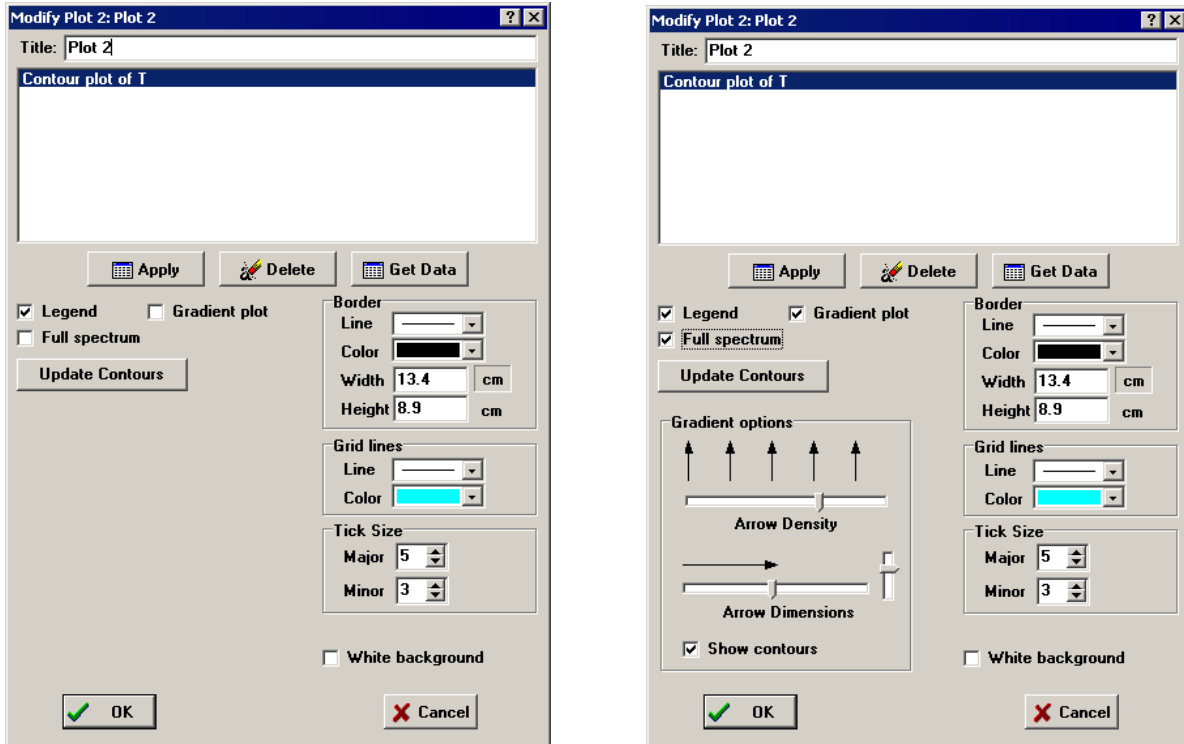 Modify Plot 2: Plot 2
Title: Plot 2
Contour plot of T
Apply Delete Get Data
Legend Gradient plot
Full spectrum
Update Contours
Border
Line
Color
Width 13.4 cm
Height 8.9 cm
Grid lines
Line
Color
Tick Size
Major 5
Minor 3
White background
OK Cancel
Modify Plot 2: Plot 2
Title: Plot 2
Contour plot of T
Apply Delete Get Data
Legend Gradient plot
Full spectrum
Update Contours
Gradient options
Arrow Density
Arrow Dimensions
Show contours
Border
Line
Color
Width 13.4 cm
Height 8.9 cm
Grid lines
Line
Color
Tick Size
Major 5
Minor 3
White background
OK Cancel